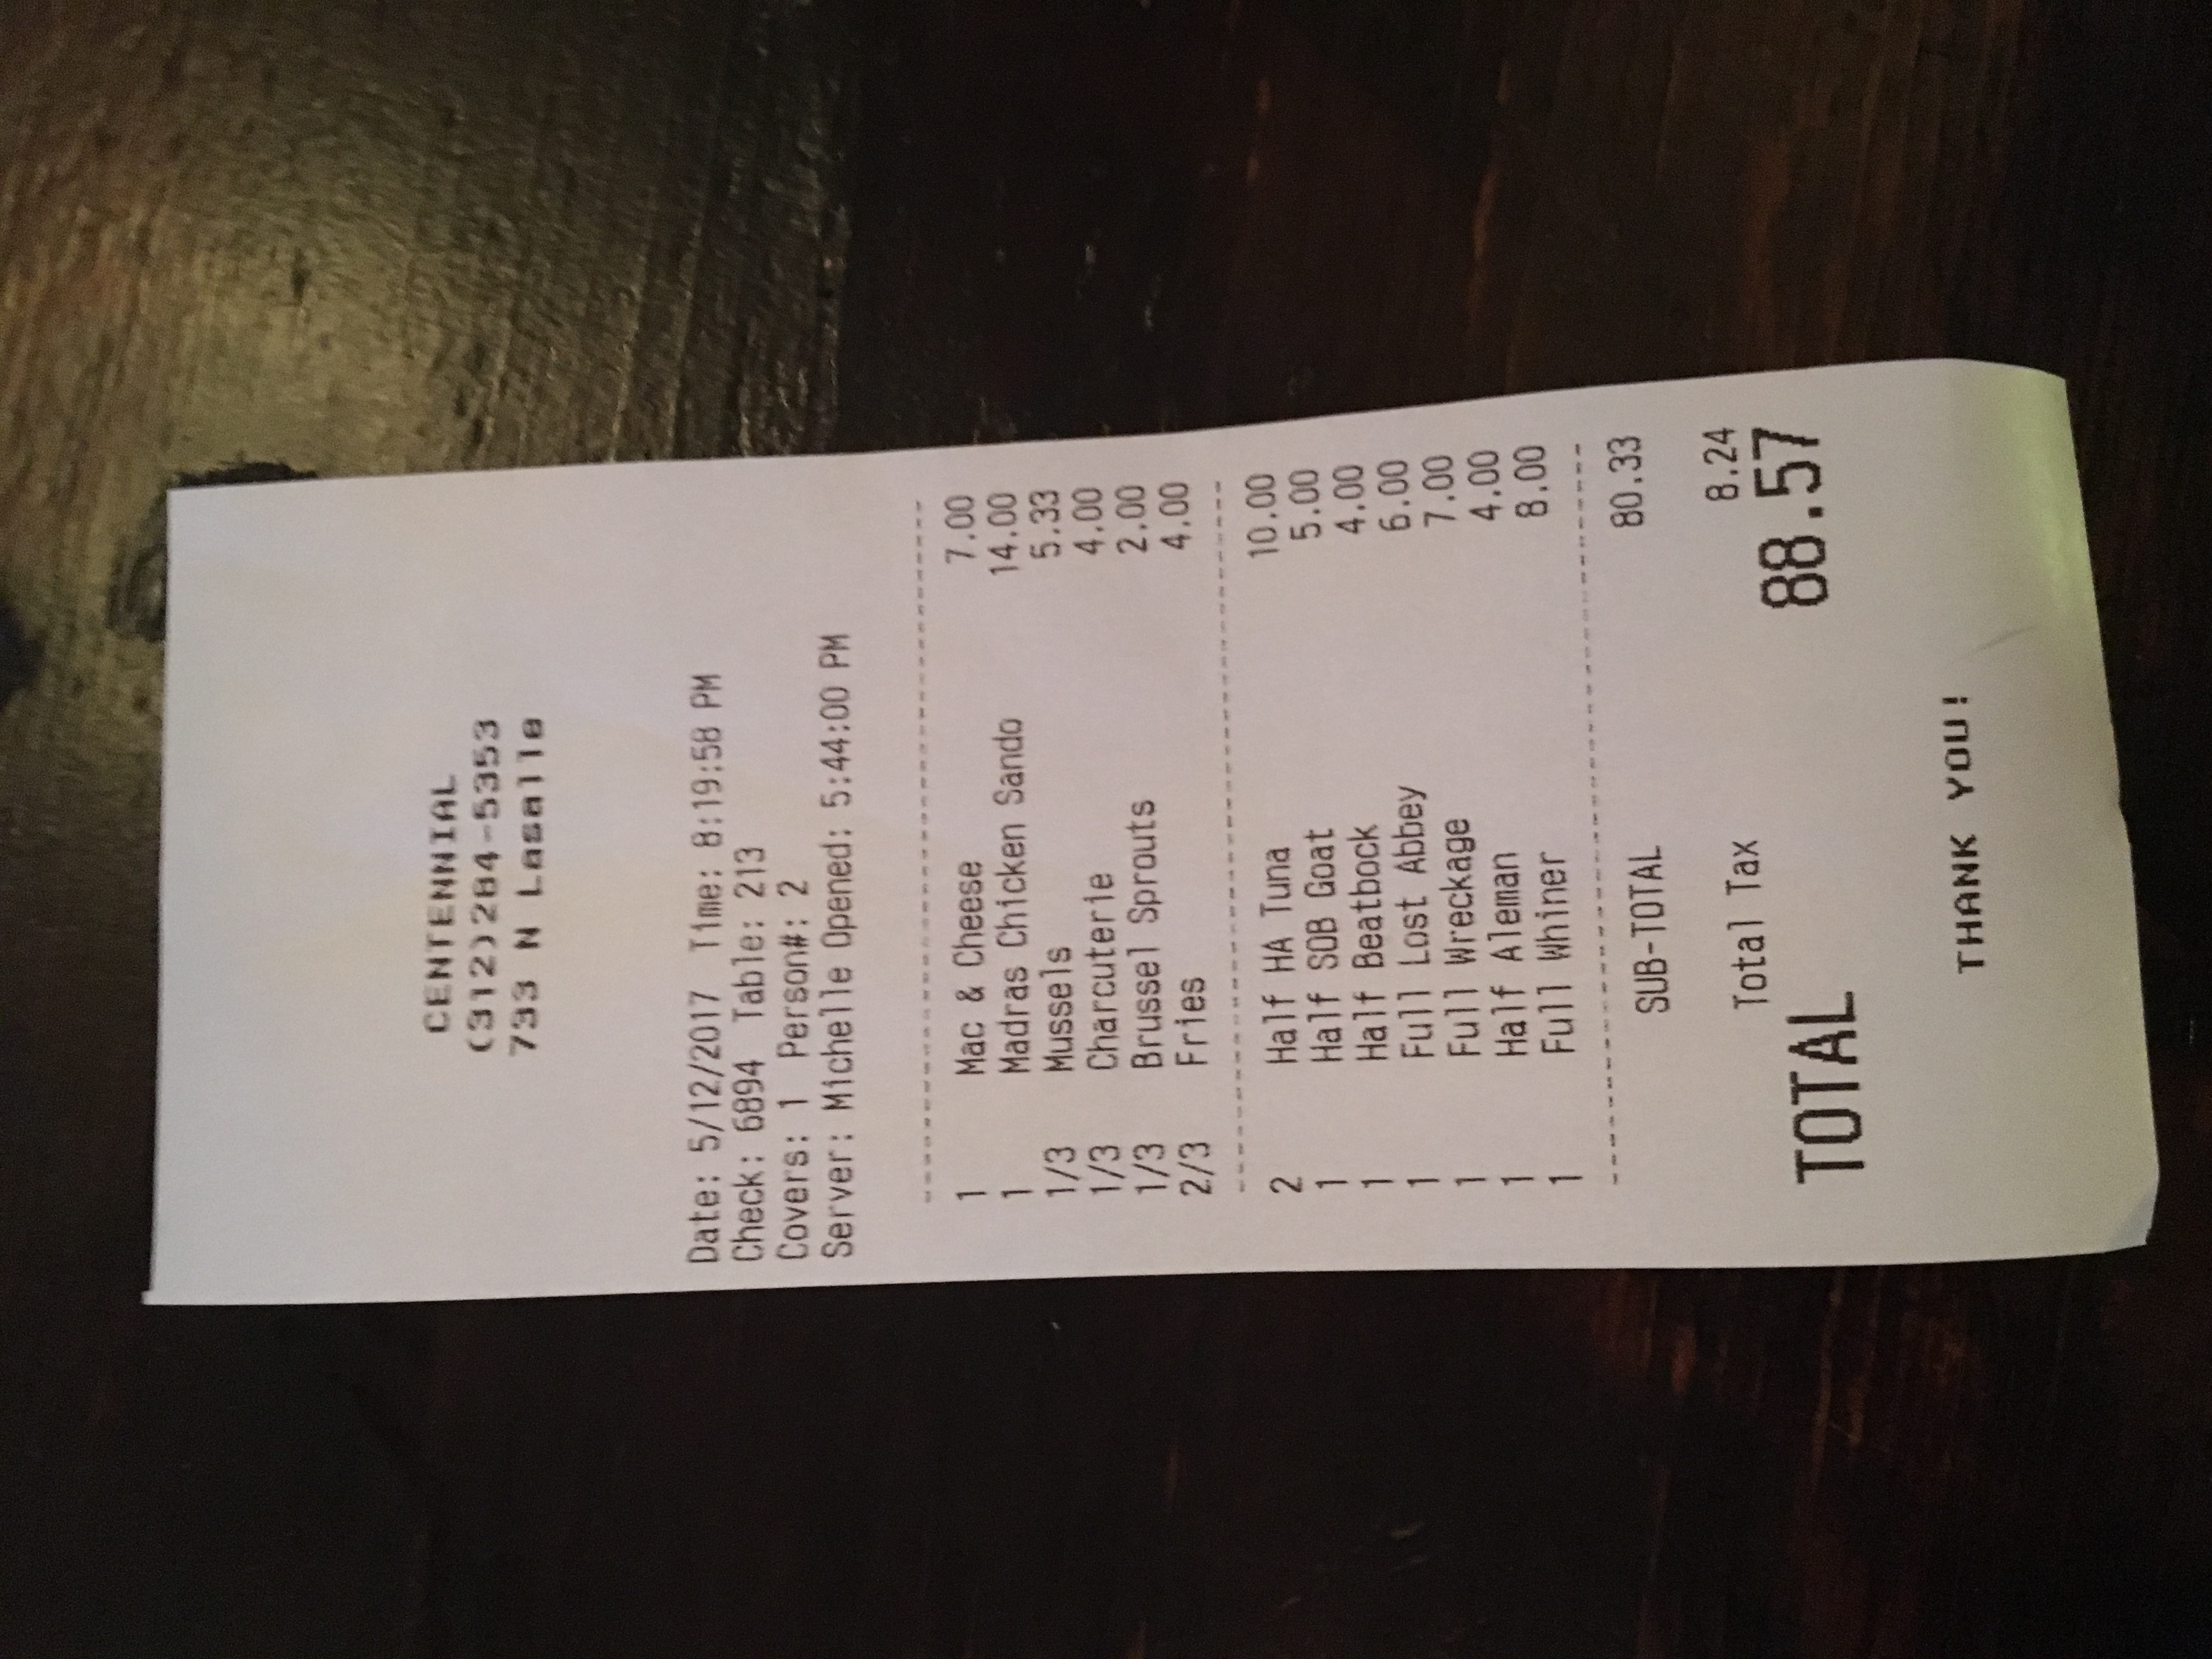 CENTENNIAL
(312)284-5353
733 N Lasalle
Date: 5/12/2017 Time: 8:19:58 PM
Check: 6894 Table: 213
Covers: 1 Person#: 2
Server: Michelle Opened: 5:44:00 PM
1 Mac & Cheese 7.00
1 Madras Chicken Sando 14.00
1/3 Mussels 5.33
1/3 Charcuterie 4.00
1/3 Brussel Sprouts 2.00
2/3 Fries 4.00
2 Half HA Tuna 10.00
1 Half SOB Goat 5.00
1 Half Beatbock 4.00
1 Full Lost Abbey 6.00
1 Full Wreckage 7.00
1 Half Aleman 4.00
1 Full Whiner 8.00
SUB-TOTAL 80.33
Total Tax 8.24
TOTAL 88.57
THANK YOU!